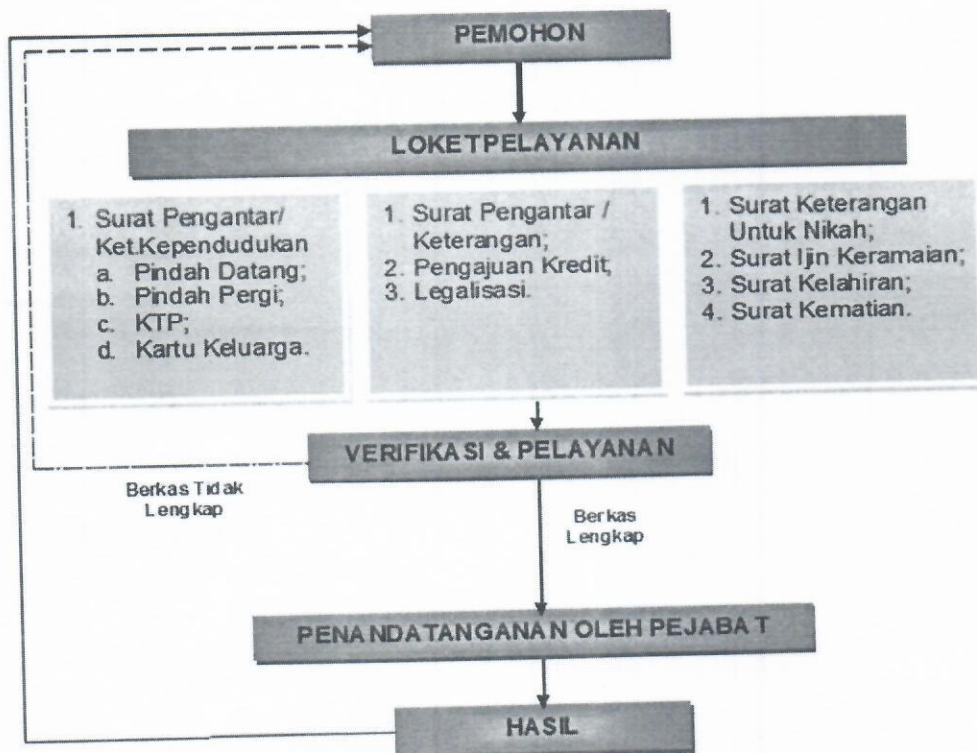 PEMOHON
LOKETPELAYANAN
1. Surat Pengantar/
Ket.Kependudukan
a. Pindah Datang;
b. Pindah Pergi;
c. KTP;
d. Kartu Keluarga.
1. Surat Pengantar /
Keterangan;
2. Pengajuan Kredit;
3. Legalisasi.
1. Surat Keterangan
Untuk Nikah;
2. Surat Ijin Keramaian;
3. Surat Kelahiran;
4. Surat Kematian.
VERIFIKASI & PELAYANAN
Berkas Tidak
Lengkap
Berkas
Lengkap
PENANDATANGANAN OLEH PEJABAT
HASIL